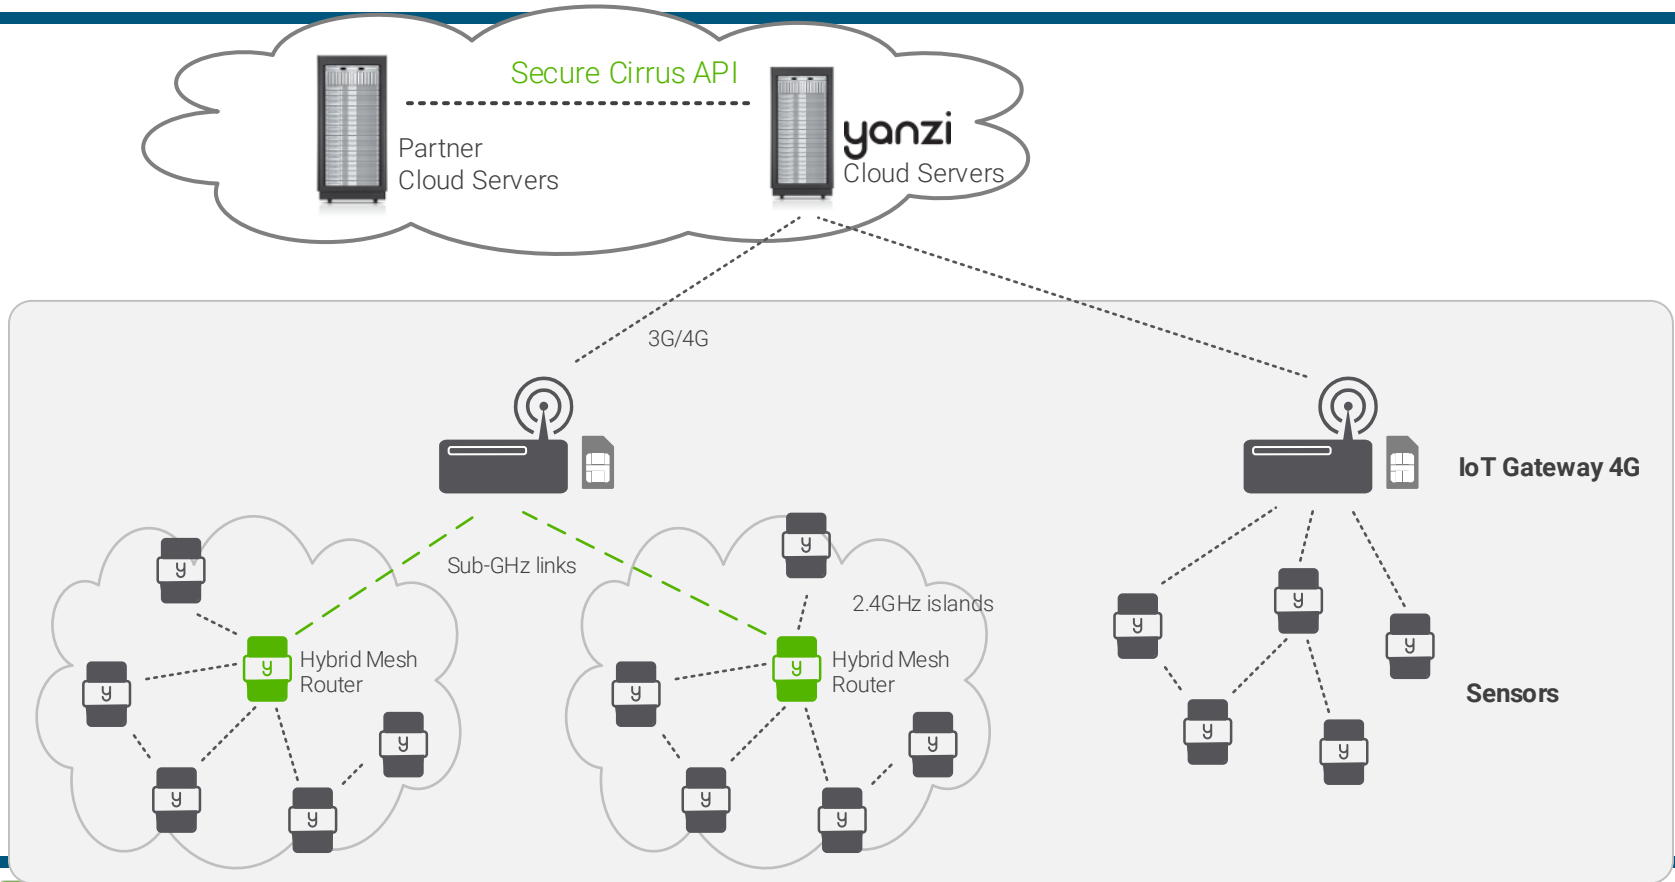 Secure Cirrus API
Partner
Cloud Servers
yanzi
Cloud Servers
3G/4G
IoT Gateway 4G
Sub-GHz links
2.4GHz islands
y
y
y
y
y
Hybrid Mesh
Router
Hybrid Mesh
Router
y
y
y
y
Sensors
y
y
y
y
y
y
y
y